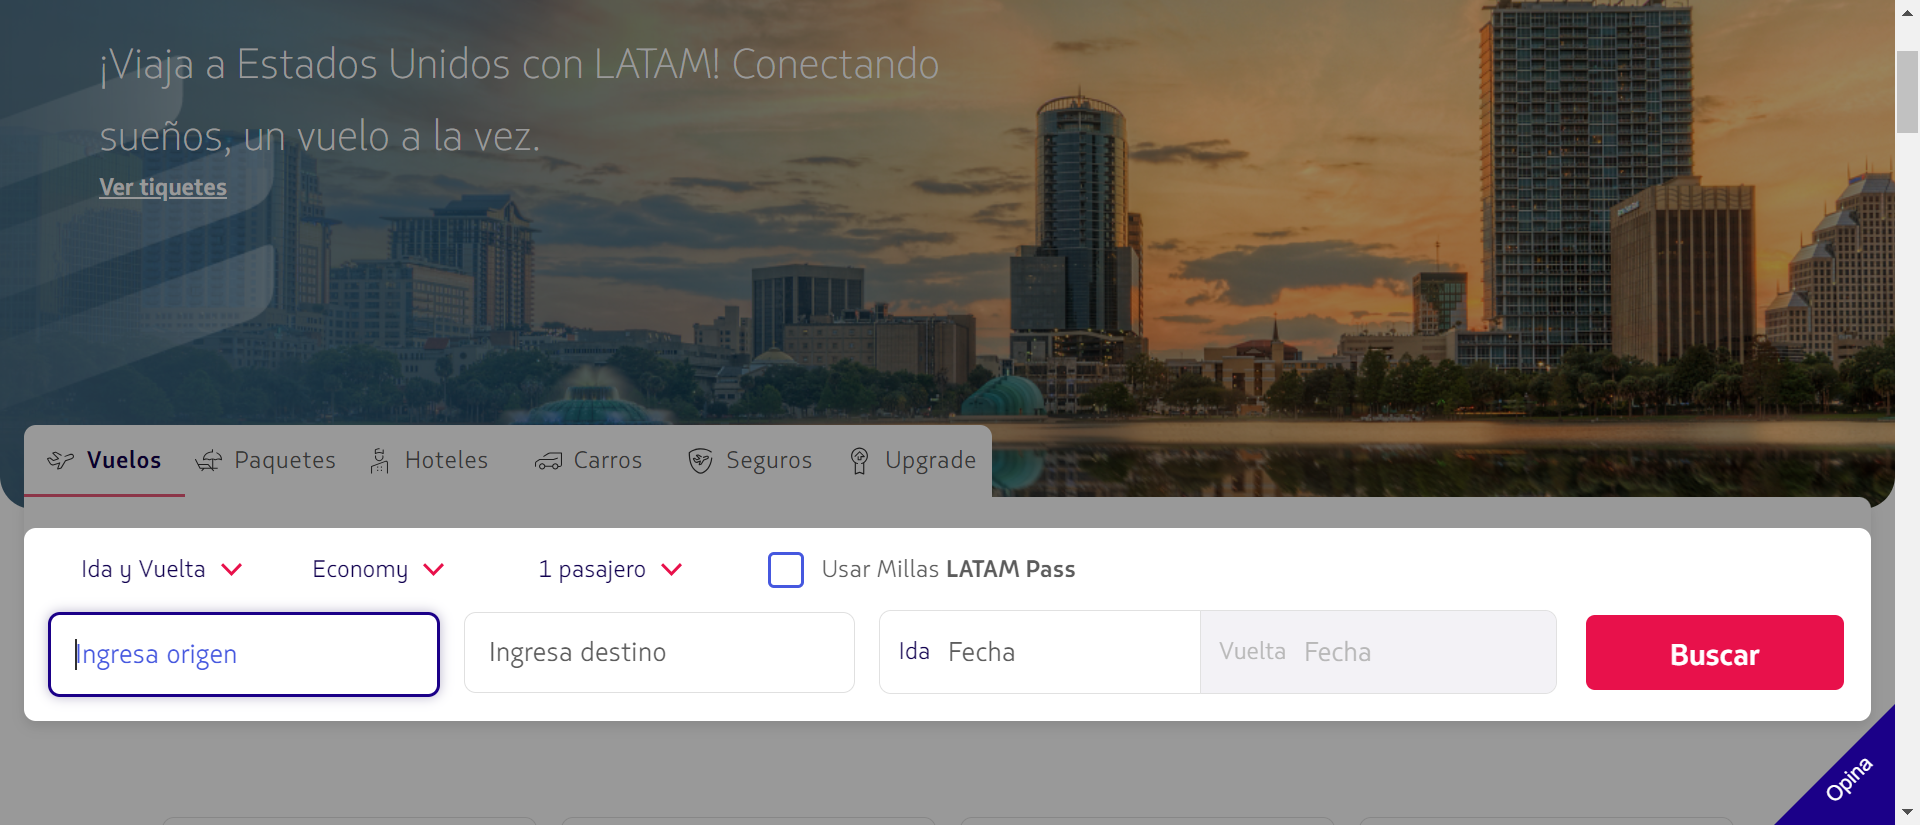 ¡Viaja a Estados Unidos con LATAM! Conectando
sueños, un vuelo a la vez.
Ver tiquetes
Vuelos Paquetes Hoteles Carros Seguros Upgrade
Ida y Vuelta Economy 1 pasajero Usar Millas LATAM Pass
Ingresa origen Ingresa destino Ida Fecha Vuelta Fecha Buscar
Opina